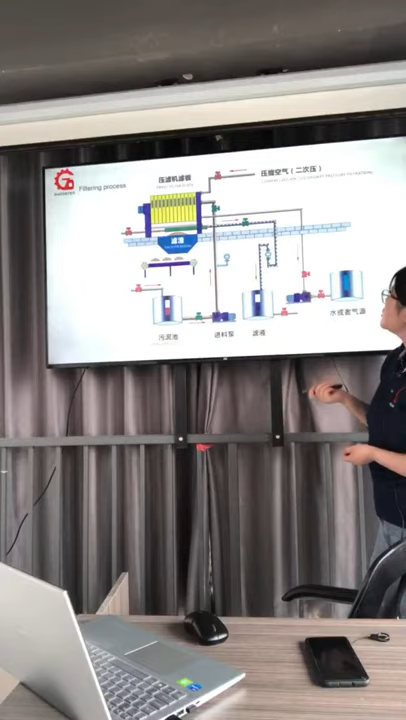 Filtering process
压滤机滤板
压缩空气（二次压）
滤渣
污泥池
进料泵
滤液
水或者气源